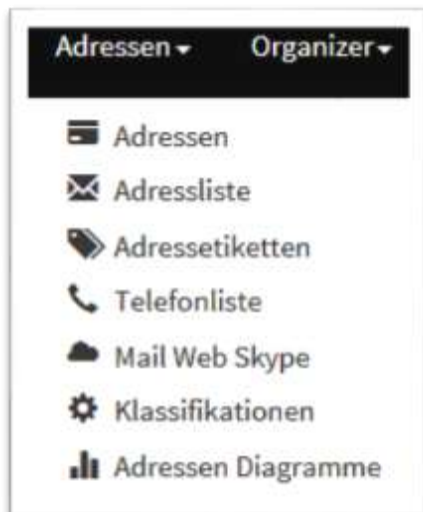 Adressen Organizer
Adressen
Adressliste
Adressetiketten
Telefonliste
Mail Web Skype
Klassifikationen
Adressen Diagramme